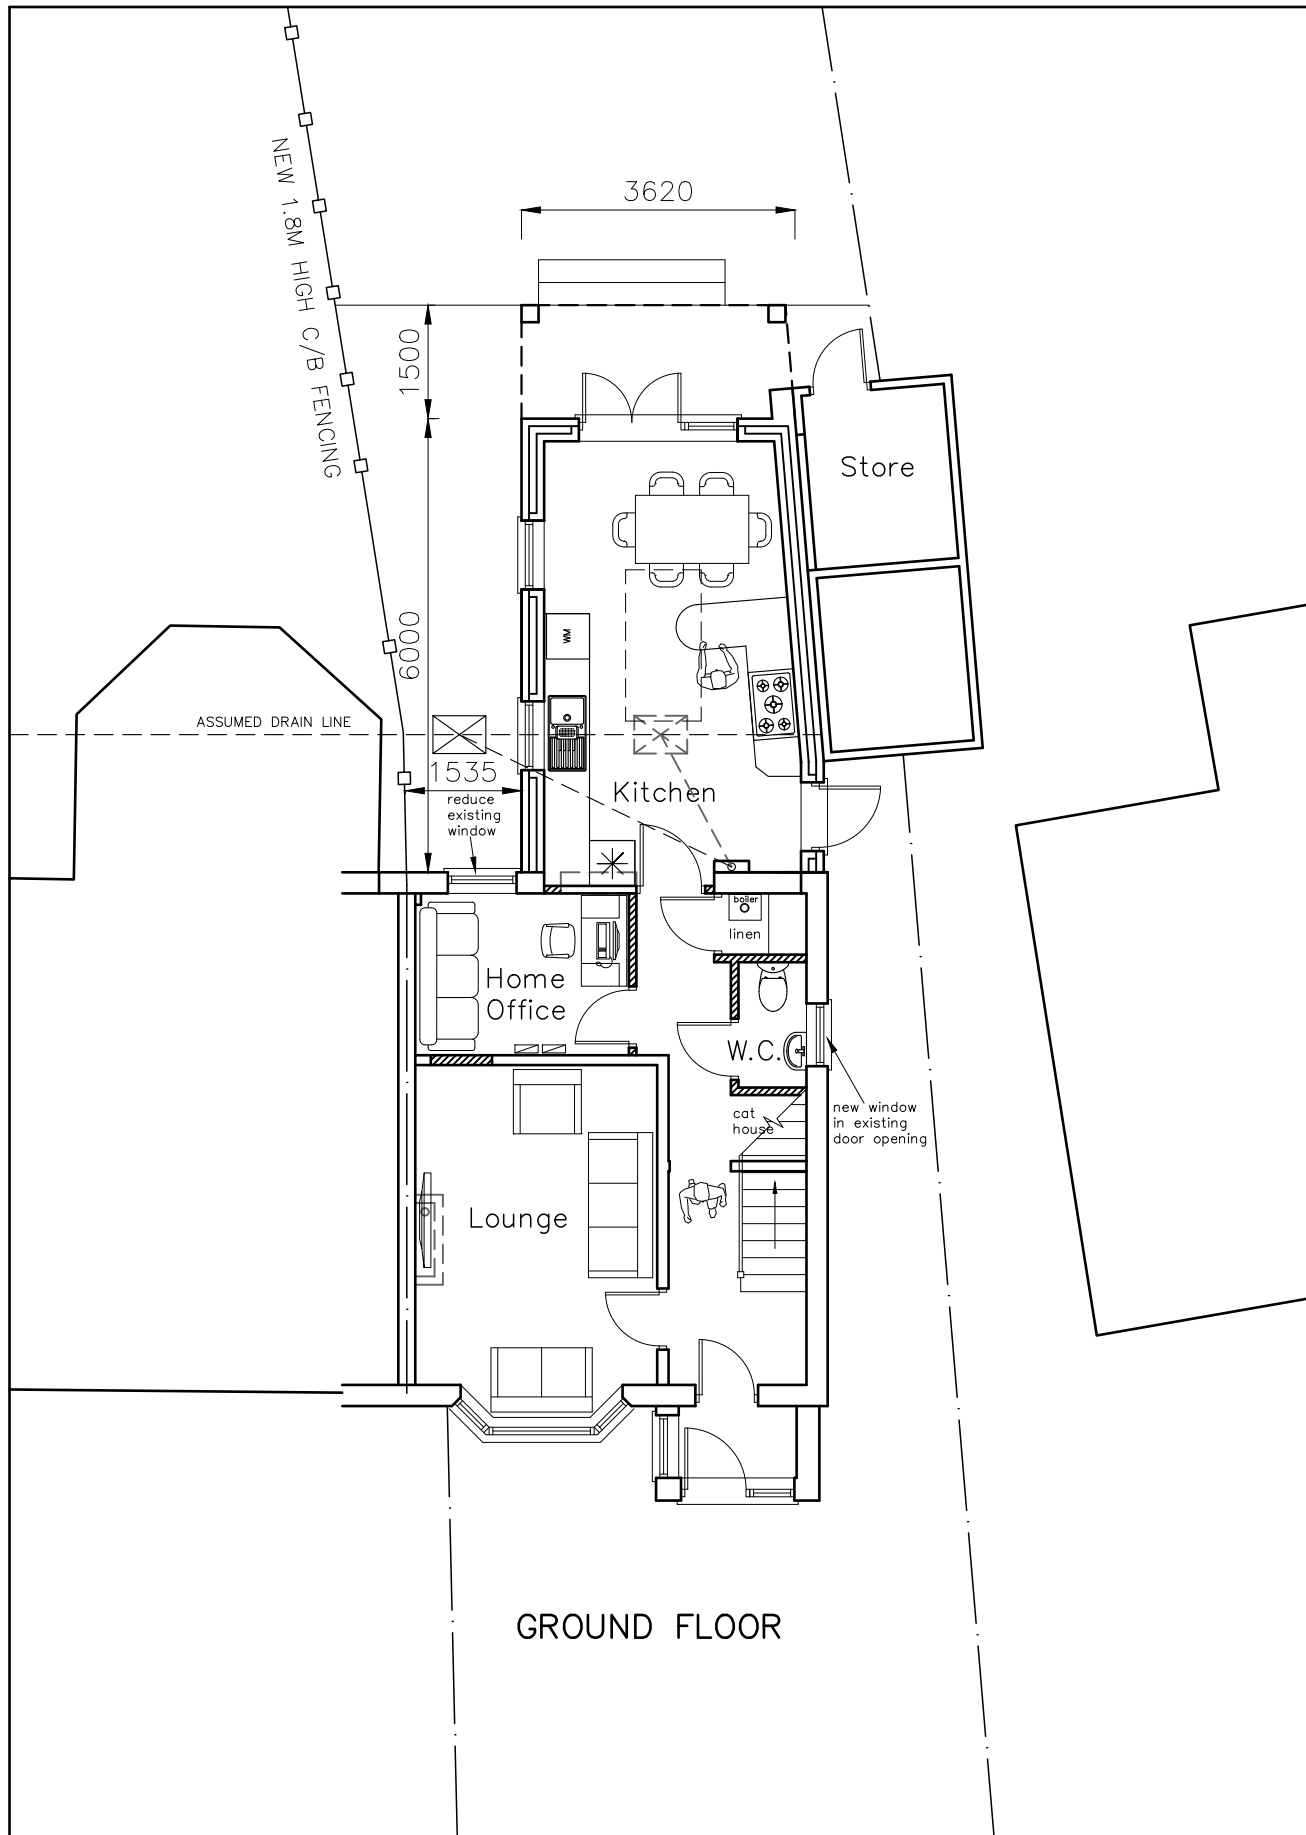 NEW 1.8M HIGH C/B FENCING
3620
1500
Store
6000
WM
ASSUMED DRAIN LINE
1535
Kitchen
reduce
existing
window
boiler
linen
Home
Office
W.C.
cat
house
new window
in existing
door opening
Lounge
GROUND FLOOR